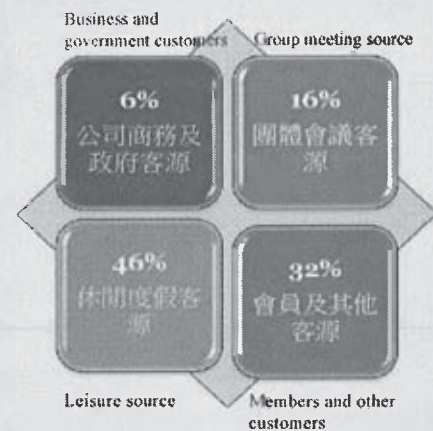 Business and
government customers
Group meeting source
6%
公司商務及
政府客源
16%
團體會議客
源
46%
休閒度假客
源
32%
會員及其他
客源
Leisure source
Members and other
customers